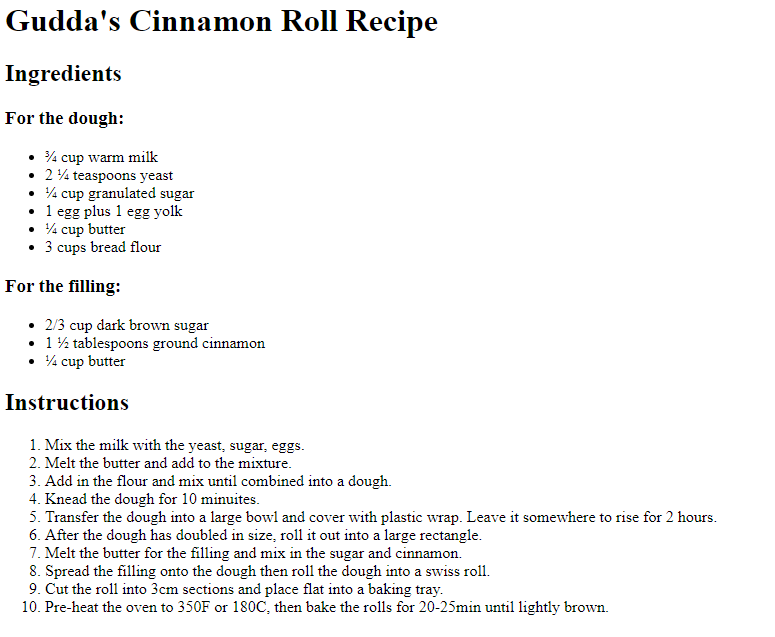 Gudda's Cinnamon Roll Recipe
Ingredients
For the dough:
• ¾ cup warm milk
• 2 ¼ teaspoons yeast
• ¼ cup granulated sugar
• 1 egg plus 1 egg yolk
• ¼ cup butter
• 3 cups bread flour
For the filling:
• 2/3 cup dark brown sugar
• 1 ½ tablespoons ground cinnamon
• ¼ cup butter
Instructions
1. Mix the milk with the yeast, sugar, eggs.
2. Melt the butter and add to the mixture.
3. Add in the flour and mix until combined into a dough.
4. Knead the dough for 10 minuites.
5. Transfer the dough into a large bowl and cover with plastic wrap. Leave it somewhere to rise for 2 hours.
6. After the dough has doubled in size, roll it out into a large rectangle.
7. Melt the butter for the filling and mix in the sugar and cinnamon.
8. Spread the filling onto the dough then roll the dough into a swiss roll.
9. Cut the roll into 3cm sections and place flat into a baking tray.
10. Pre-heat the oven to 350F or 180C, then bake the rolls for 20-25min until lightly brown.